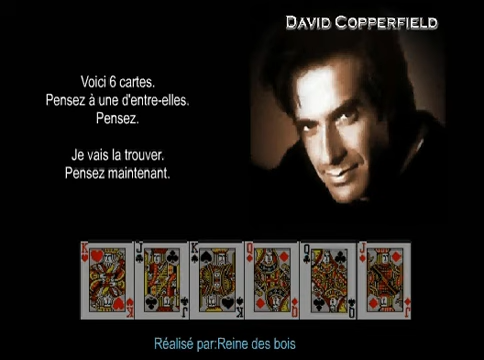 DAVID COPPERFIELD
Voici 6 cartes.
Pensez à une d'entre-elles.
Pensez.
Je vais la trouver.
Pensez maintenant.
K J K Q Q J
Réalisé par:Reine des bois